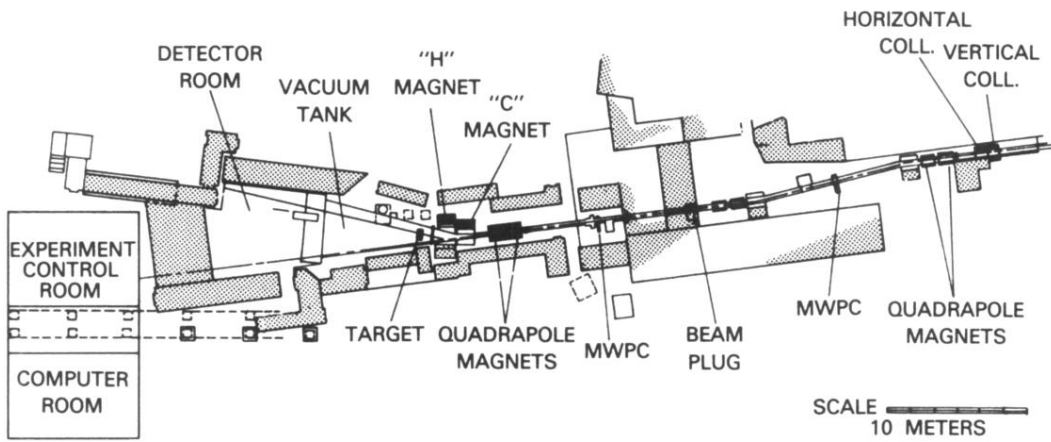 HORIZONTAL
COLL.
VERTICAL
COLL.
DETECTOR
ROOM
VACUUM
TANK
"H"
MAGNET
"C"
MAGNET
EXPERIMENT
CONTROL
ROOM
COMPUTER
ROOM
TARGET
QUADRAPOLE
MAGNETS
MWPC
BEAM
PLUG
MWPC
QUADRAPOLE
MAGNETS
SCALE
10 METERS